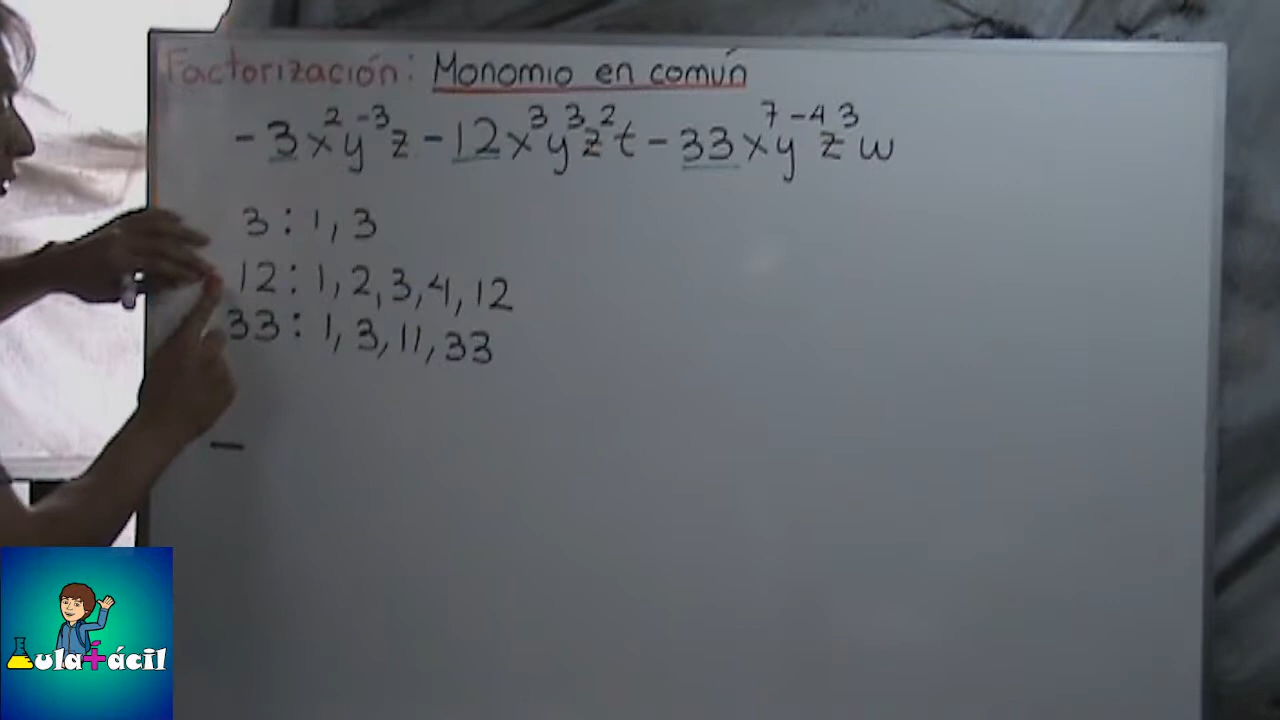 Factorización: Monomio en común
- 3x²y⁻³z - 12x³y³z²t - 33x⁷y⁻⁴z³w
3: 1, 3
12: 1, 2, 3, 4, 12
33: 1, 3, 11, 33
-
Aula+ácil